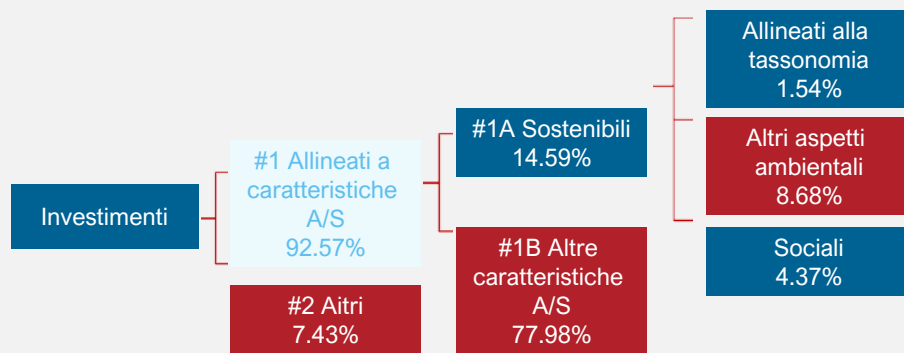 Investimenti
#1 Allineati a
caratteristiche
A/S
92.57%
#2 Aitri
7.43%
#1A Sostenibili
14.59%
#1B Altre
caratteristiche
A/S
77.98%
Allineati alla
tassonomia
1.54%
Altri aspetti
ambientali
8.68%
Sociali
4.37%